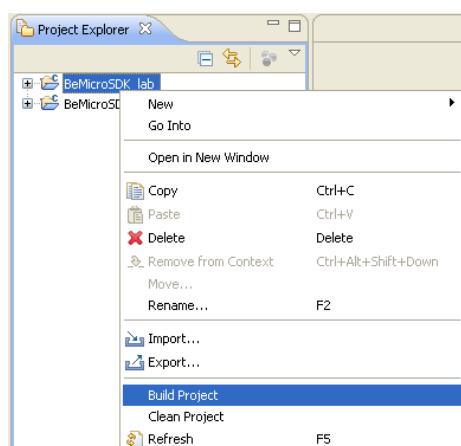 Project Explorer
BeMicroSDK_lab
BeMicroSD
New
Go Into
Open in New Window
Copy Ctrl+C
Paste Ctrl+V
Delete Delete
Remove from Context Ctrl+Alt+Shift+Down
Move...
Rename... F2
Import...
Export...
Build Project
Clean Project
Refresh F5